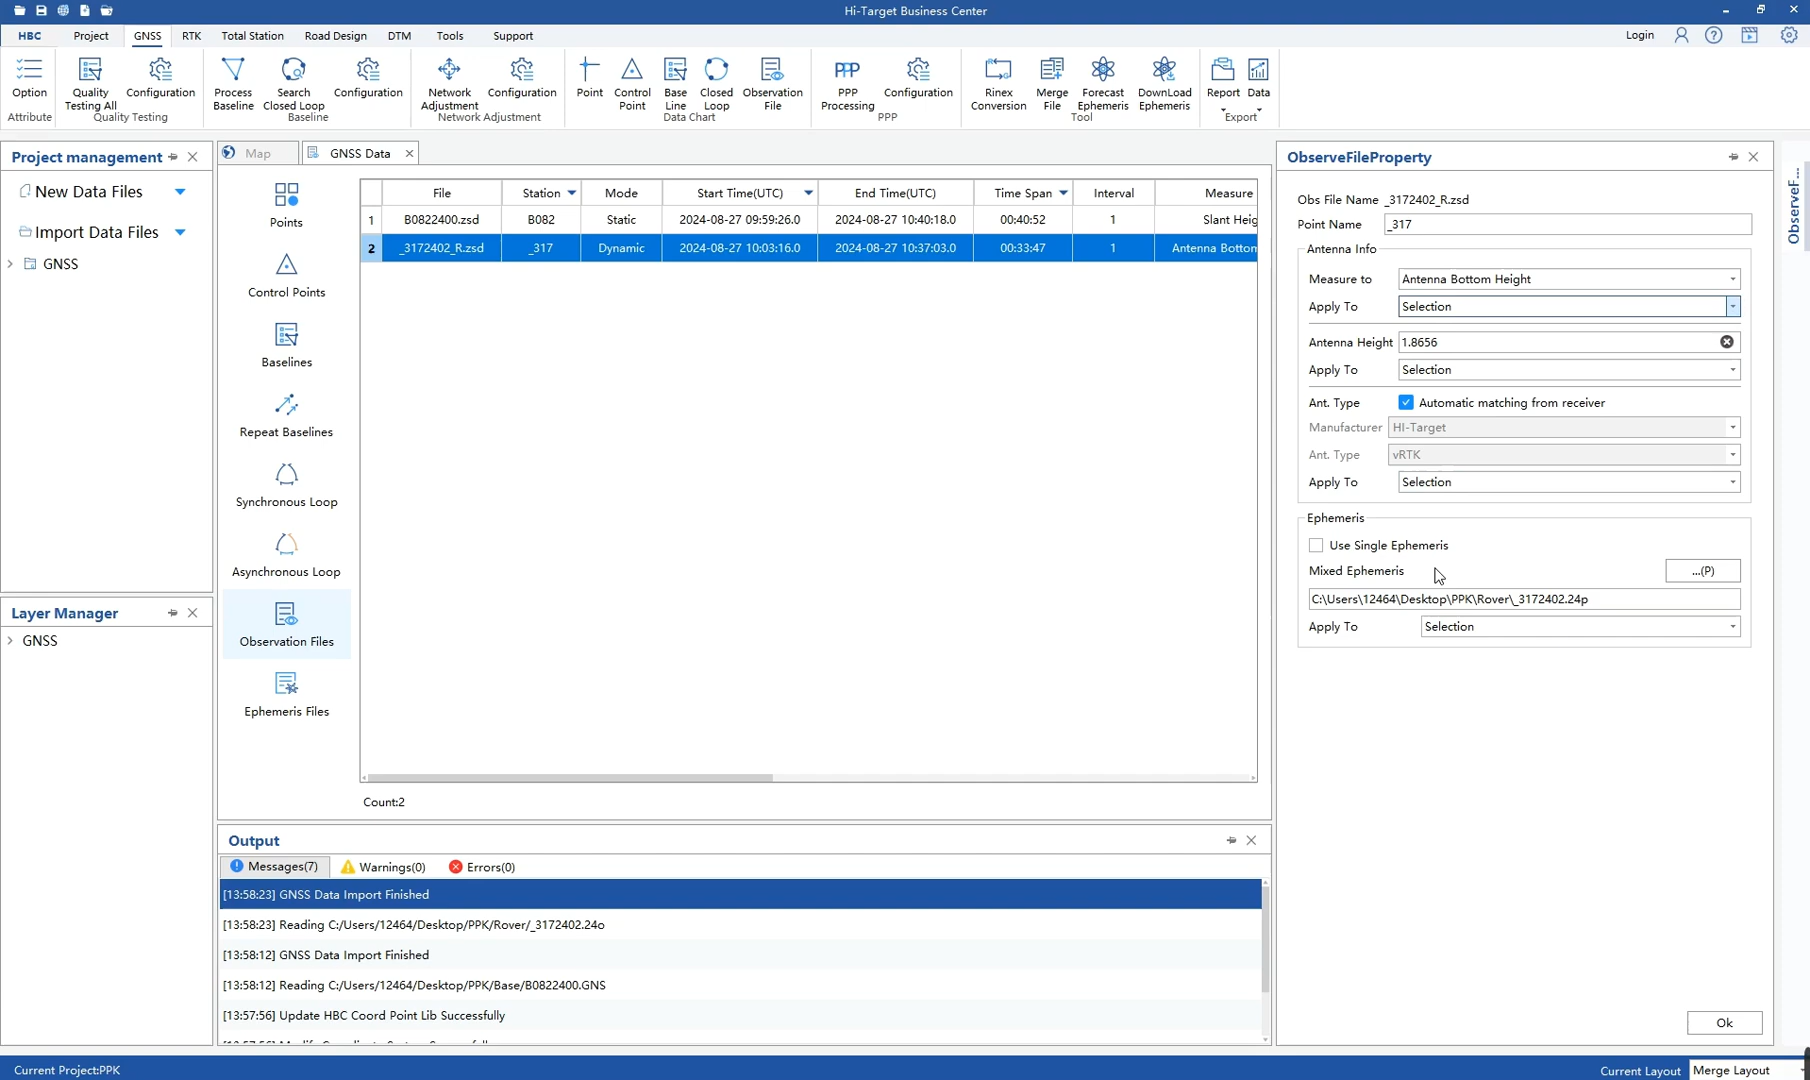 Hi-Target Business Center
HBC Project GNSS RTK Total Station Road Design DTM Tools Support Login
Option Quality Testing All Configuration Process Baseline Search Closed Loop Configuration Network Adjustment Configuration Point Control Point Base Line Closed Loop Observation File PPP Processing Configuration Rinex Conversion Merge File Forecast Ephemeris DownLoad Ephemeris Report Data
Attribute Quality Testing Baseline Network Adjustment Data Chart PPP Tool Export
Project management
New Data Files
Import Data Files
GNSS
Layer Manager
GNSS
Map GNSS Data
Points
Control Points
Baselines
Repeat Baselines
Synchronous Loop
Asynchronous Loop
Observation Files
Ephemeris Files
File Station Mode Start Time(UTC) End Time(UTC) Time Span Interval Measure
1 B0822400.zsd B082 Static 2024-08-27 09:59:26.0 2024-08-27 10:40:18.0 00:40:52 1 Slant Heig
2 _3172402_R.zsd _317 Dynamic 2024-08-27 10:03:16.0 2024-08-27 10:37:03.0 00:33:47 1 Antenna Bottom
Count:2
Output
Messages(7) Warnings(0) Errors(0)
[13:58:23] GNSS Data Import Finished
[13:58:23] Reading C:/Users/12464/Desktop/PPK/Rover/_3172402.24o
[13:58:12] GNSS Data Import Finished
[13:58:12] Reading C:/Users/12464/Desktop/PPK/Base/B0822400.GNS
[13:57:56] Update HBC Coord Point Lib Successfully
ObserveFileProperty
Obs File Name _3172402_R.zsd
Point Name _317
Antenna Info
Measure to Antenna Bottom Height
Apply To Selection
Antenna Height 1.8656
Apply To Selection
Ant. Type Automatic matching from receiver
Manufacturer HI-Target
Ant. Type vRTK
Apply To Selection
Ephemeris
Use Single Ephemeris
Mixed Ephemeris ...(P)
C:\Users\12464\Desktop\PPK\Rover\_3172402.24p
Apply To Selection
Ok
ObserveF...
Current Project:PPK Current Layout Merge Layout